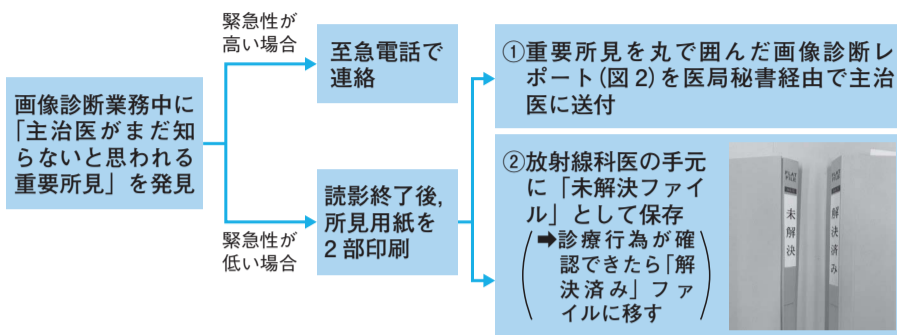 画像診断業務中に
「主治医がまだ知
らないと思われる
重要所見」を発見
緊急性が
高い場合
至急電話で
連絡
緊急性が
低い場合
読影終了後,
所見用紙を
2部印刷
①重要所見を丸で囲んだ画像診断レ
ポート(図2)を医局秘書経由で主治
医に送付
②放射線科医の手元
に「未解決ファイ
ル」として保存
(➡診療行為が確
認できたら「解
決済み」ファ
イルに移す)
未解決
解決済み